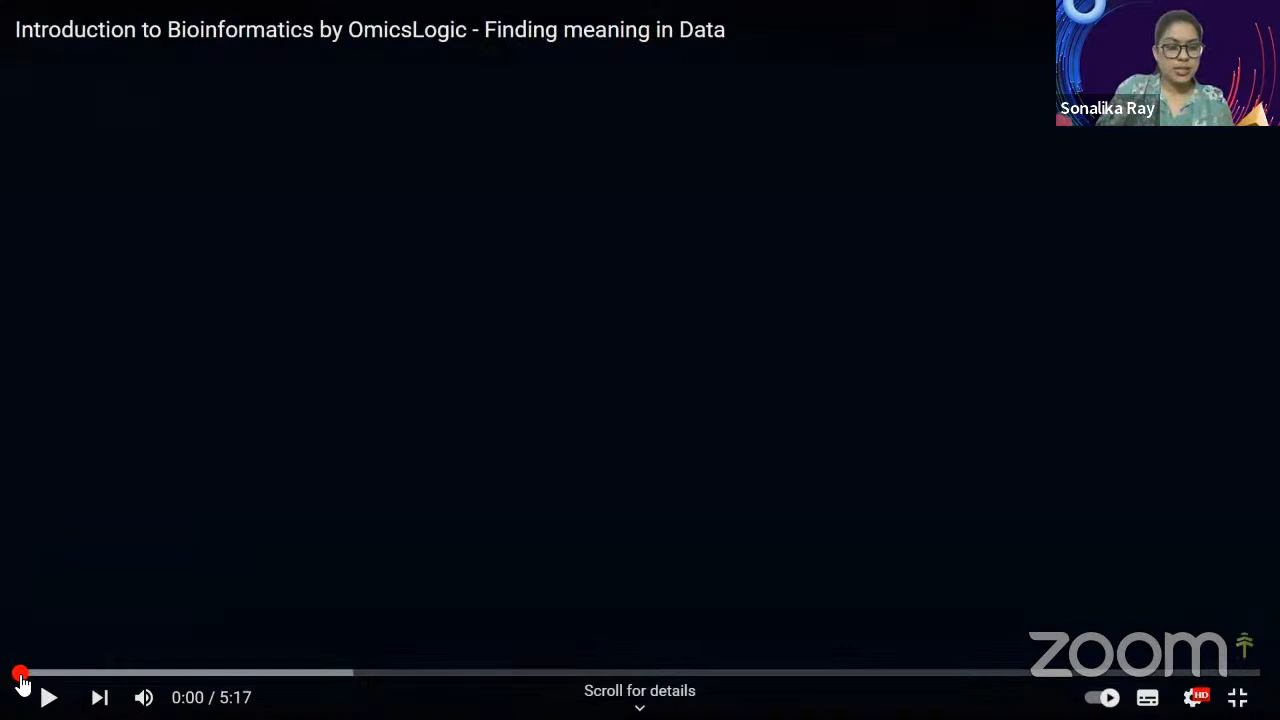 Introduction to Bioinformatics by OmicsLogic - Finding meaning in Data
Sonalika Ray
zoom
0:00 / 5:17
Scroll for details
HD